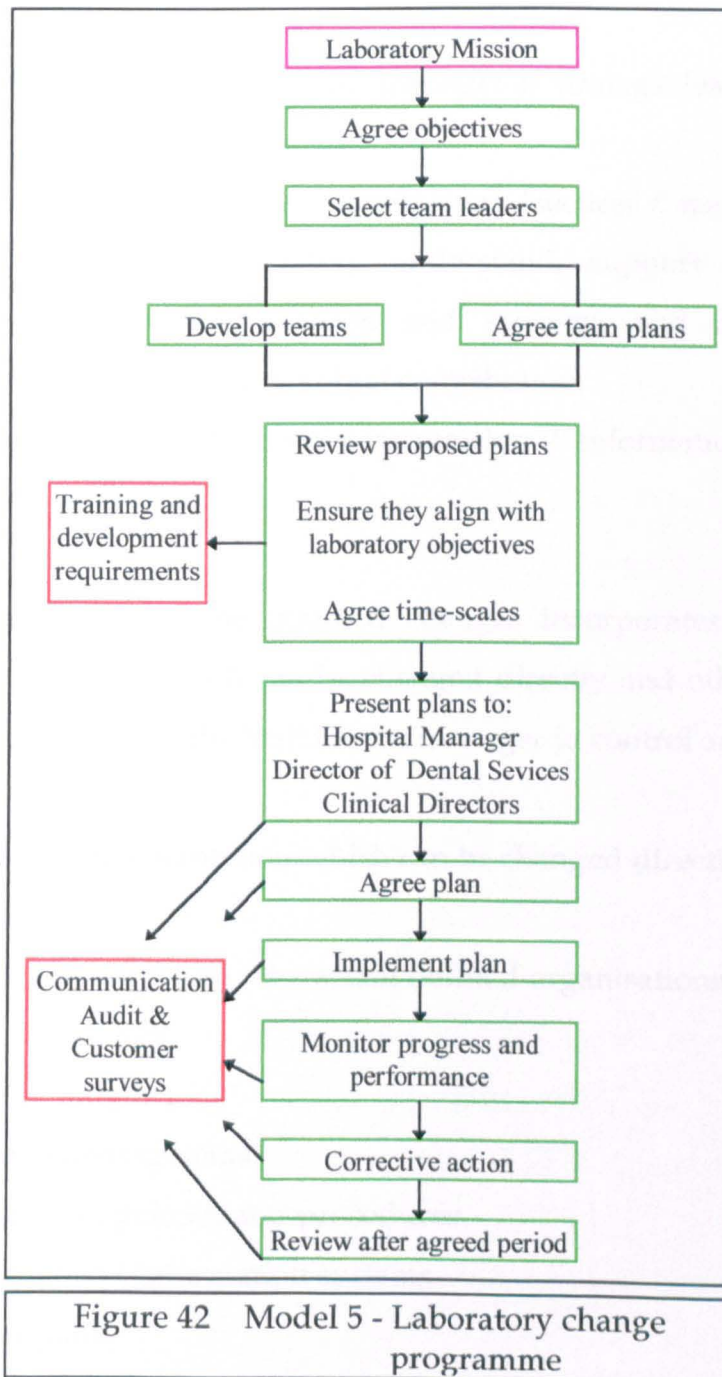 Laboratory Mission
Agree objectives
Select team leaders
Develop teams
Agree team plans
Review proposed plans
Ensure they align with
laboratory objectives
Agree time-scales
Training and
development
requirements
Present plans to:
Hospital Manager
Director of Dental Sevices
Clinical Directors
Agree plan
Implement plan
Communication
Audit &
Customer
surveys
Monitor progress and
performance
Corrective action
Review after agreed period
Figure 42 Model 5 - Laboratory change
programme